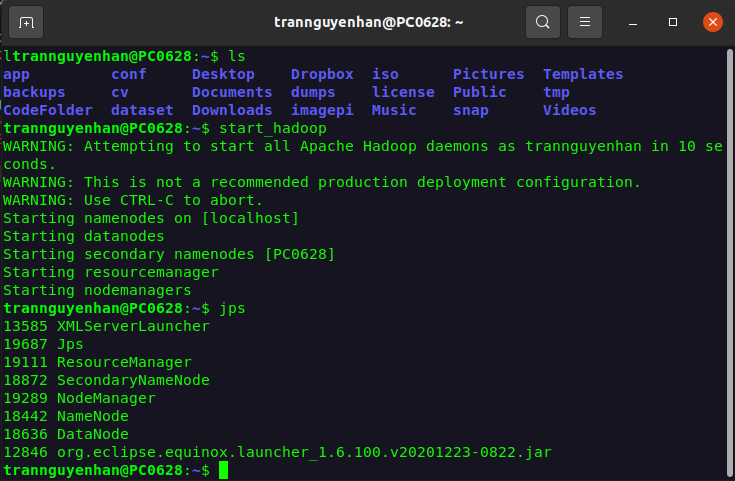 trannguyenhan@PC0628: ~
ltrannguyenhan@PC0628:~$ ls
app conf Desktop Dropbox iso Pictures Templates
backups cv Documents dumps license Public tmp
CodeFolder dataset Downloads imagepi Music snap Videos
trannguyenhan@PC0628:~$ start_hadoop
WARNING: Attempting to start all Apache Hadoop daemons as trannguyenhan in 10 se
conds.
WARNING: This is not a recommended production deployment configuration.
WARNING: Use CTRL-C to abort.
Starting namenodes on [localhost]
Starting datanodes
Starting secondary namenodes [PC0628]
Starting resourcemanager
Starting nodemanagers
trannguyenhan@PC0628:~$ jps
13585 XMLServerLauncher
19687 Jps
19111 ResourceManager
18872 SecondaryNameNode
19289 NodeManager
18442 NameNode
18636 DataNode
12846 org.eclipse.equinox.launcher_1.6.100.v20201223-0822.jar
trannguyenhan@PC0628:~$